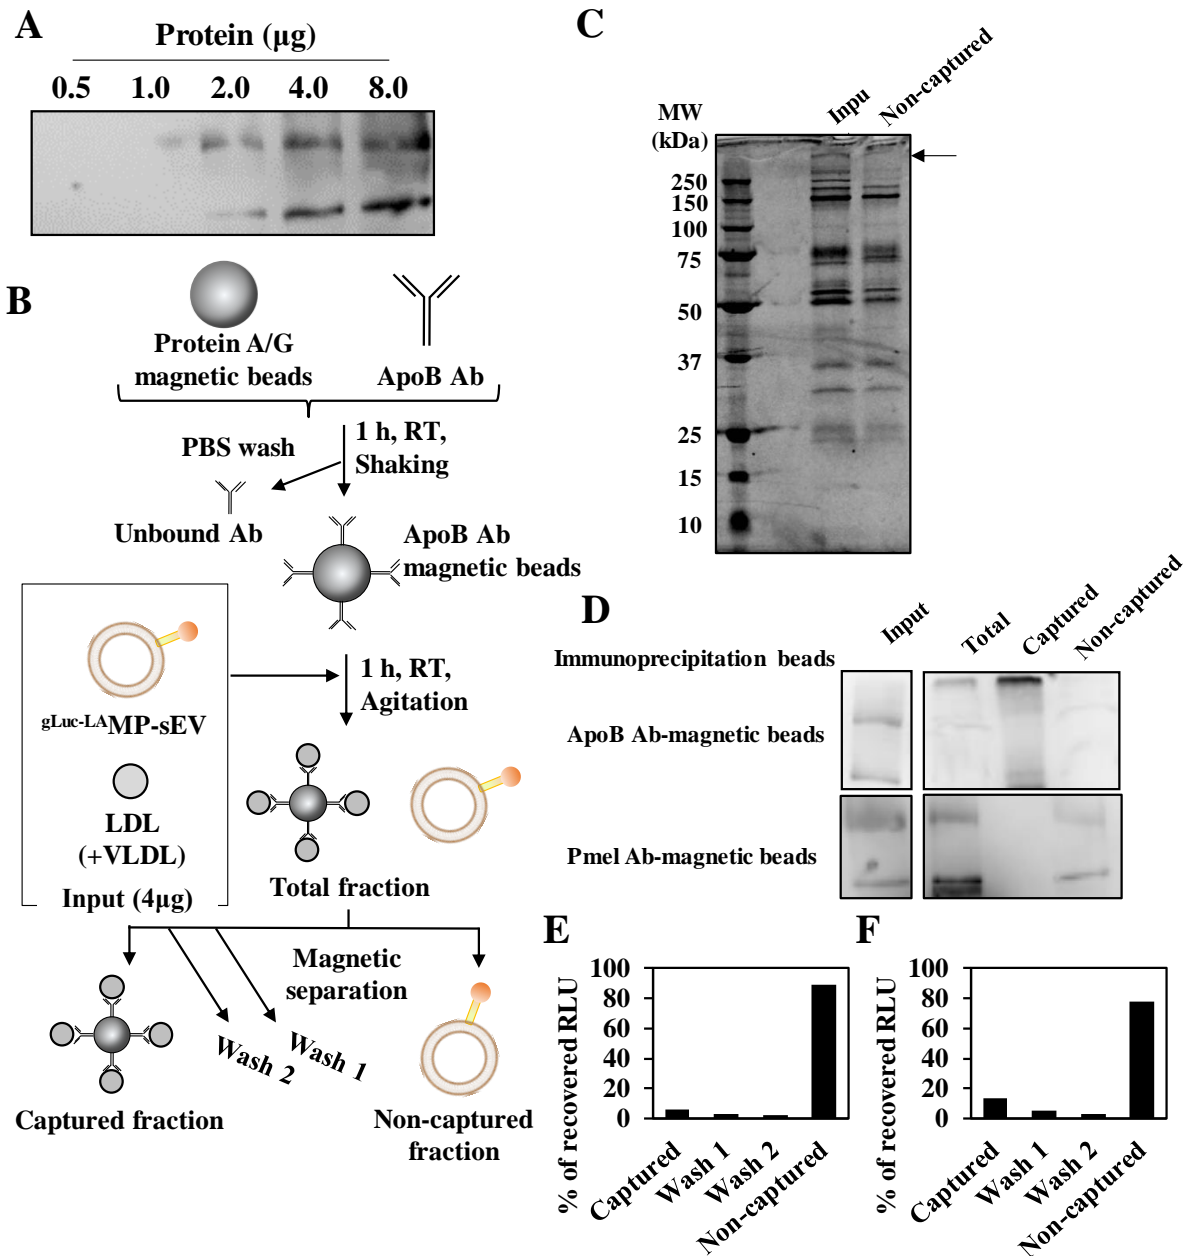 A
Protein (µg)
0.5 1.0 2.0 4.0 8.0
B
Protein A/G
magnetic beads
ApoB Ab
PBS wash
1 h, RT,
Shaking
Unbound Ab
ApoB Ab
magnetic beads
gLuc-LAMP-sEV
LDL
(+VLDL)
Input (4µg)
1 h, RT,
Agitation
Total fraction
Magnetic
separation
Wash 2
Wash 1
Captured fraction
Non-captured
fraction
C
MW
(kDa)
Inpu
Non-captured
250
150
100
75
50
37
25
15
10
D
Input
Total
Captured
Non-captured
Immunoprecipitation beads
ApoB Ab-magnetic beads
Pmel Ab-magnetic beads
E
% of recovered RLU
100
80
60
40
20
0
Captured
Wash 1
Wash 2
Non-captured
F
% of recovered RLU
100
80
60
40
20
0
Captured
Wash 1
Wash 2
Non-captured